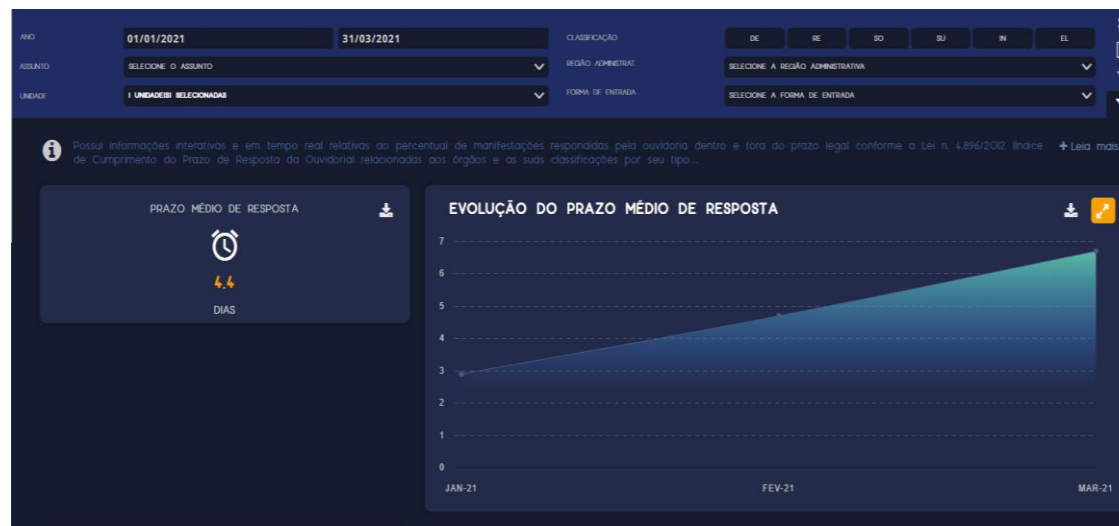 ANO 01/01/2021 31/03/2021 CLASSIFICAÇÃO DE RE SO SU IN EL
ASSUNTO SELECIONE O ASSUNTO REGIÃO ADMINISTRAT. SELECIONE A REGIÃO ADMINISTRATIVA
UNIDADE 1 UNIDADE(S) SELECIONADAS FORMA DE ENTRADA SELECIONE A FORMA DE ENTRADA
Possui informações interativas e em tempo real relativas ao percentual de manifestações respondidas pela ouvidoria dentro e fora do prazo legal conforme a Lei n. 4.896/2012 (Índice + Leia mais
de Cumprimento do Prazo de Resposta da Ouvidoria) relacionadas aos órgãos e as suas classificações por seu tipo...
PRAZO MÉDIO DE RESPOSTA
4.4
DIAS
EVOLUÇÃO DO PRAZO MÉDIO DE RESPOSTA
7
6
5
4
3
2
1
0
JAN-21 FEV-21 MAR-21